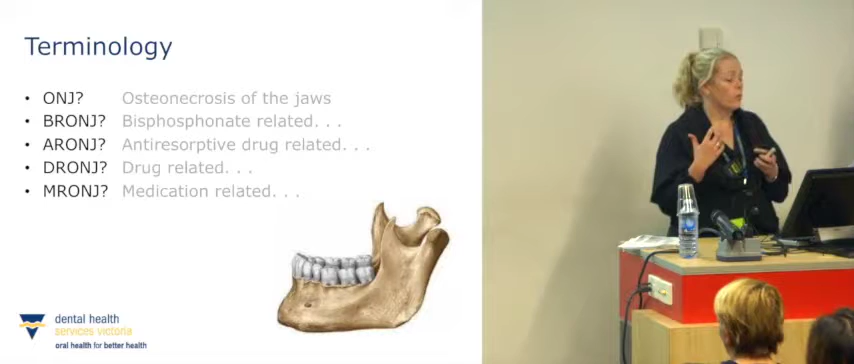 Terminology
• ONJ? Osteonecrosis of the jaws
• BRONJ? Bisphosphonate related. . .
• ARONJ? Antiresorptive drug related. . .
• DRONJ? Drug related. . .
• MRONJ? Medication related. . .
dental health
services victoria
oral health for better health